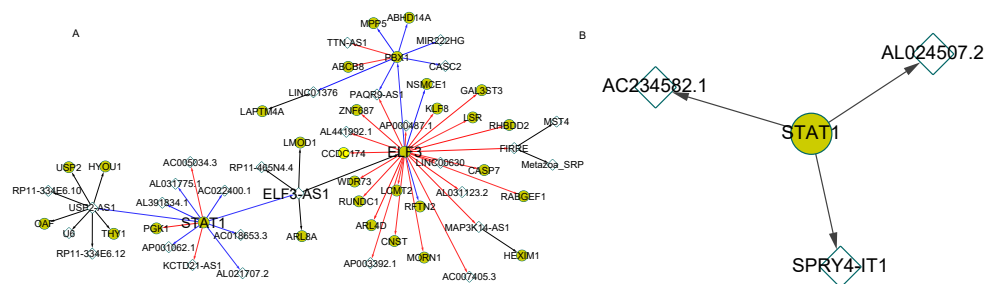 A
B
MPP5
ABHD14A
TTN-AS1
MIR222HG
PBX1
ABCB8
CASC2
LINC01376
PAQR9-AS1
NSMCE1
GAL3ST3
LAPTM4A
ZNF687
KLF8
AL441992.1
AP000487.1
LSR
RHBDD2
MST4
LMOD1
CCDC174
ELF3
FIRRE
RP11-465N4.4
LINC00630
Metazoa_SRP
USP2
HYOU1
AC005034.3
WDR73
CASP7
RP11-334E6.10
AL031775.1
AC022400.1
ELF3-AS1
LCMT2
AL031123.2
RABGEF1
USP2-AS1
AL391834.1
RUNDC1
RFTN2
OAF
U6
THY1
PGK1
STAT1
ARL4D
MAP3K14-AS1
AC018653.3
ARL8A
CNST
RP11-334E6.12
AP001062.1
MORN1
HEXIM1
KCTD21-AS1
AP003392.1
AL021707.2
AC007405.3
AL024507.2
AC234582.1
STAT1
SPRY4-IT1